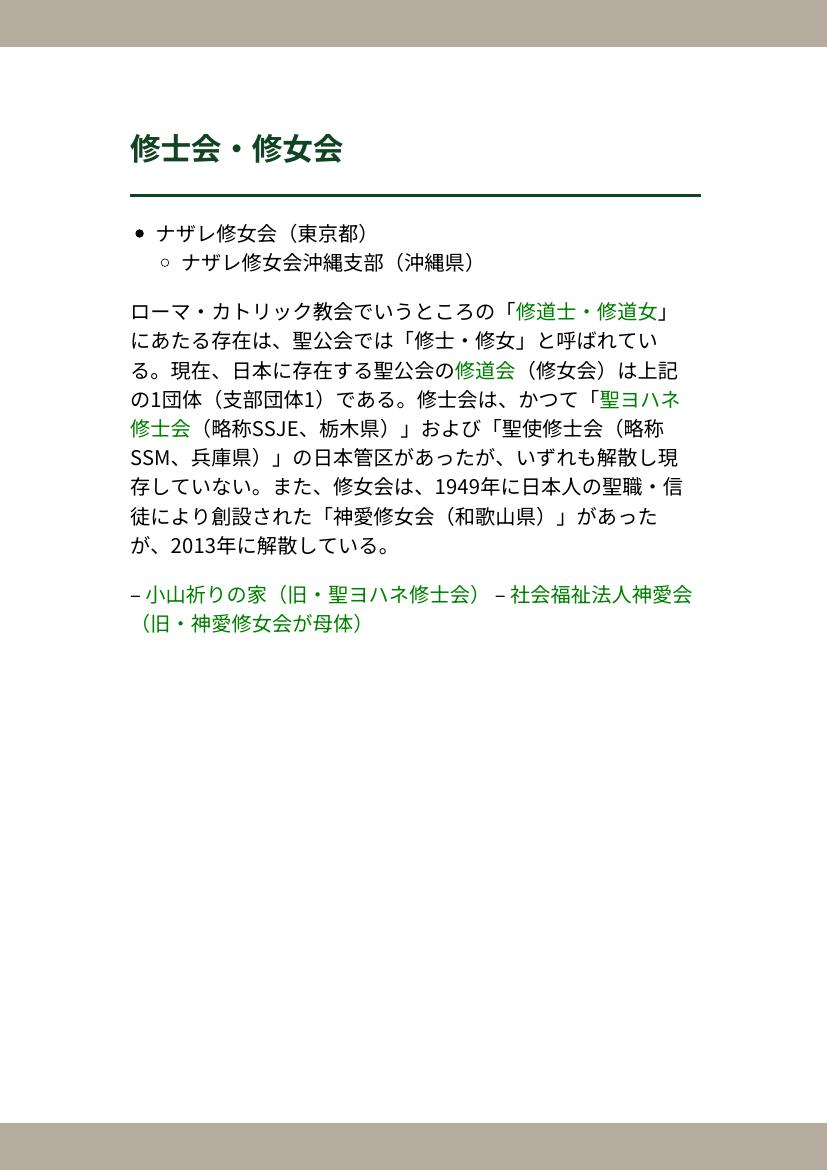 修士会・修女会
• ナザレ修女会（東京都）
○ ナザレ修女会沖縄支部（沖縄県）
ローマ・カトリック教会でいうところの「修道士・修道女」
にあたる存在は、聖公会では「修士・修女」と呼ばれてい
る。現在、日本に存在する聖公会の修道会（修女会）は上記
の1団体（支部団体1）である。修士会は、かつて「聖ヨハネ
修士会（略称SSJE、栃木県）」および「聖使修士会（略称
SSM、兵庫県）」の日本管区があったが、いずれも解散し現
存していない。また、修女会は、1949年に日本人の聖職・信
徒により創設された「神愛修女会（和歌山県）」があった
が、2013年に解散している。
– 小山祈りの家（旧・聖ヨハネ修士会） – 社会福祉法人神愛会
（旧・神愛修女会が母体）